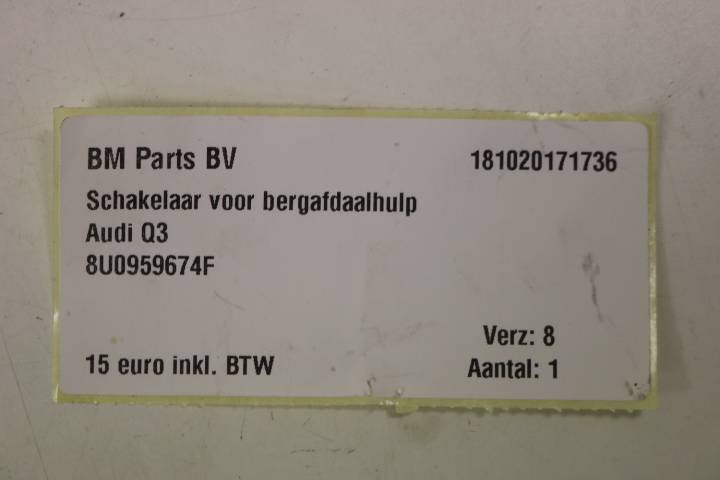 BM Parts BV 181020171736
Schakelaar voor bergafdaalhulp
Audi Q3
8U0959674F
Verz: 8
15 euro inkl. BTW Aantal: 1